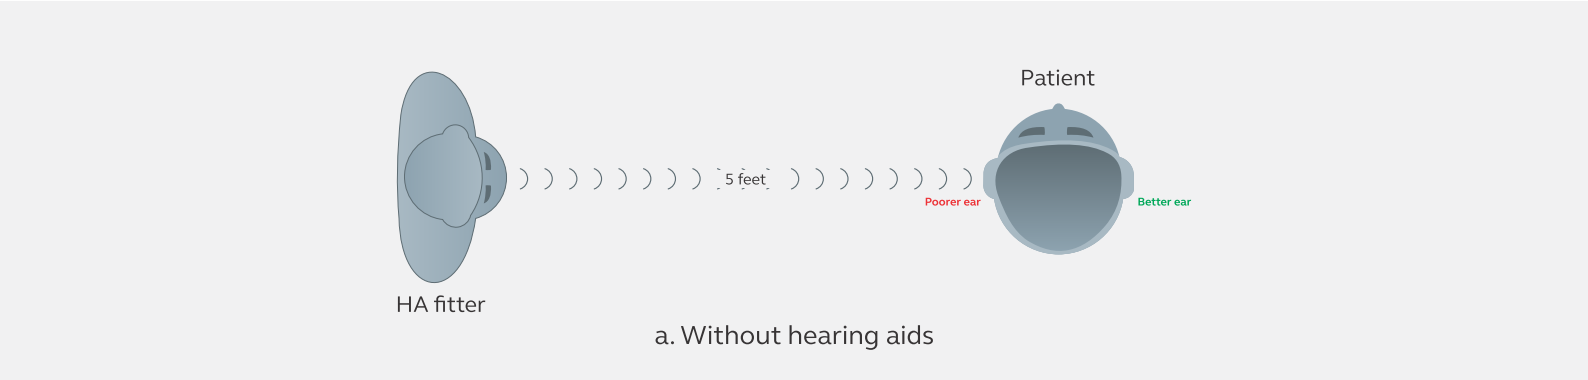 Patient
5 feet
Poorer ear
Better ear
HA fitter
a. Without hearing aids